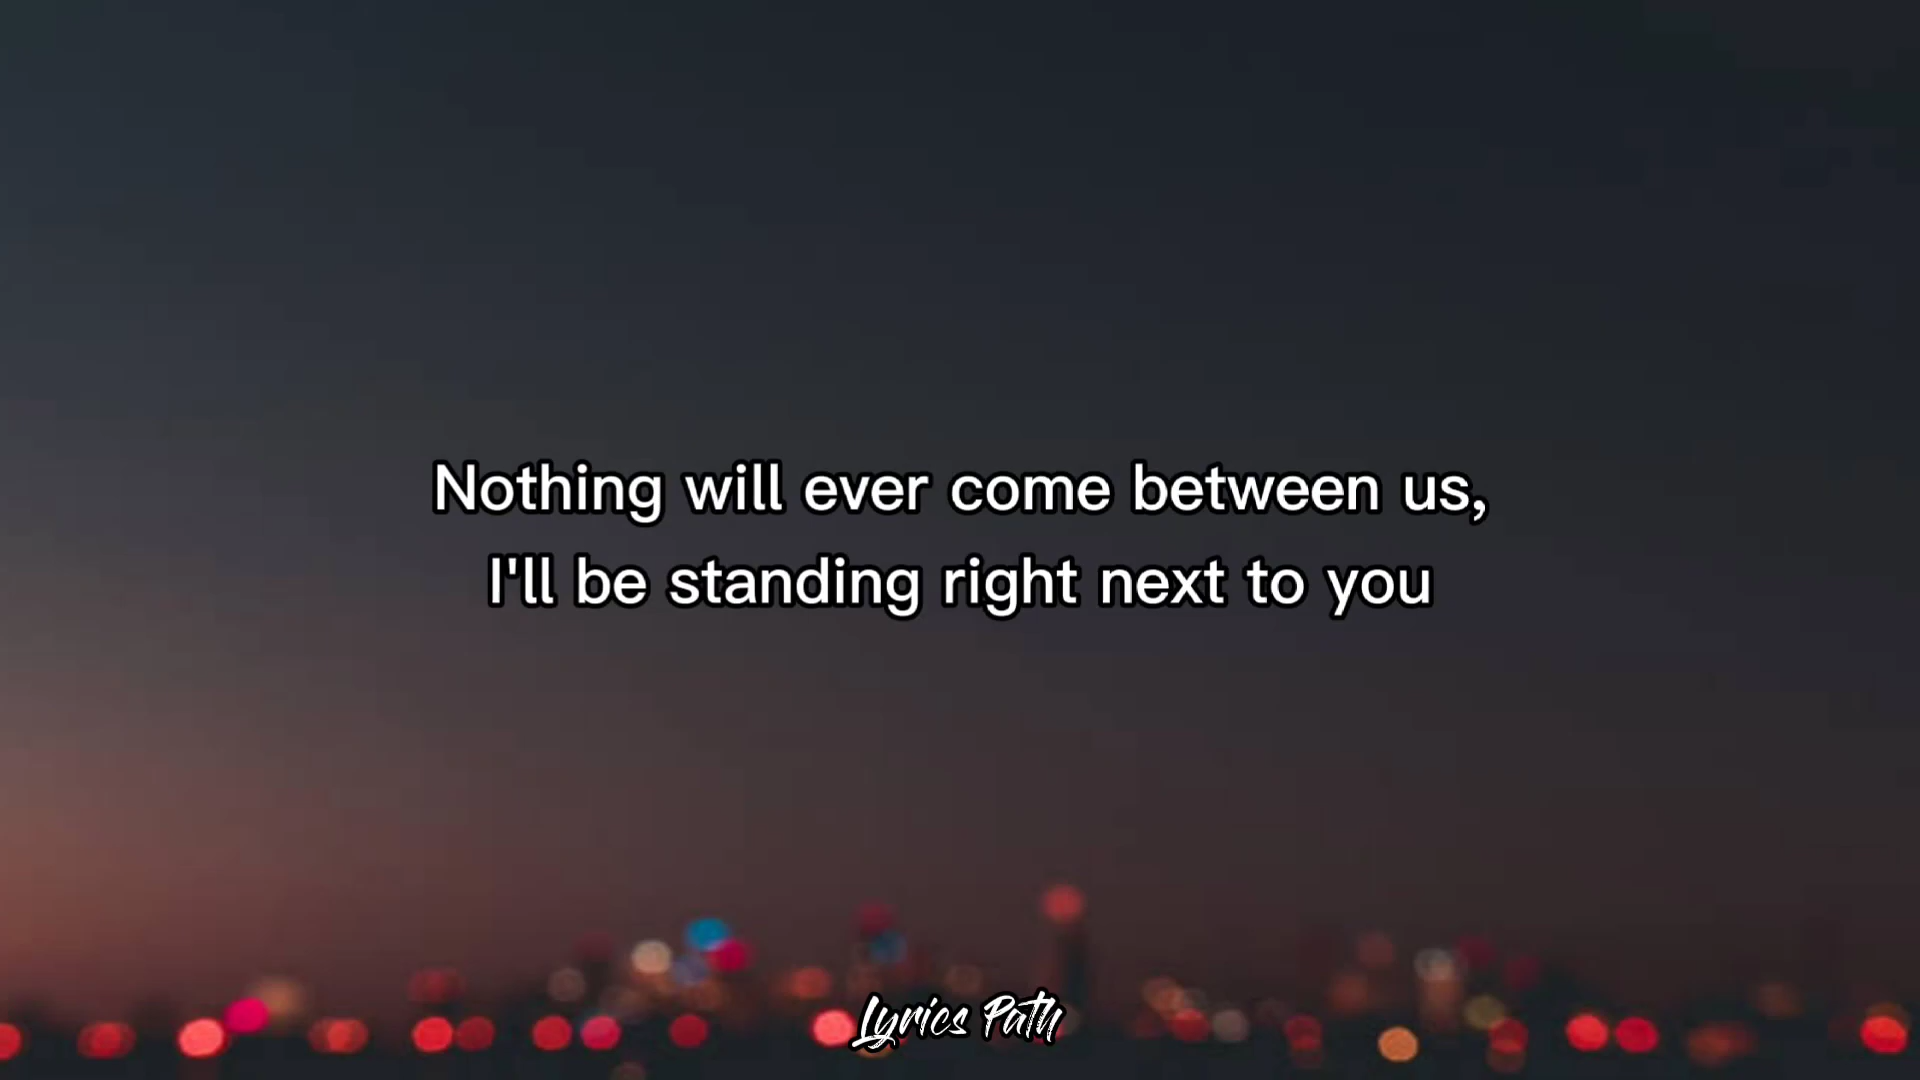 Nothing will ever come between us,
I'll be standing right next to you
Lyrics Path